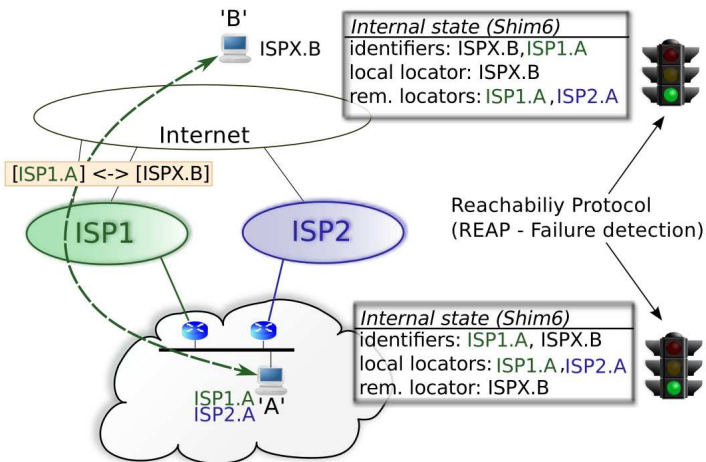 'B'
ISPX.B
Internal state (Shim6)
identifiers: ISPX.B,ISP1.A
local locator: ISPX.B
rem. locators: ISP1.A ,ISP2.A
Internet
[ISP1.A] <-> [ISPX.B]
ISP1
ISP2
Reachabiliy Protocol
(REAP - Failure detection)
Internal state (Shim6)
identifiers: ISP1.A, ISPX.B
local locators: ISP1.A ,ISP2.A
rem. locator: ISPX.B
ISP1.A
ISP2.A
'A'